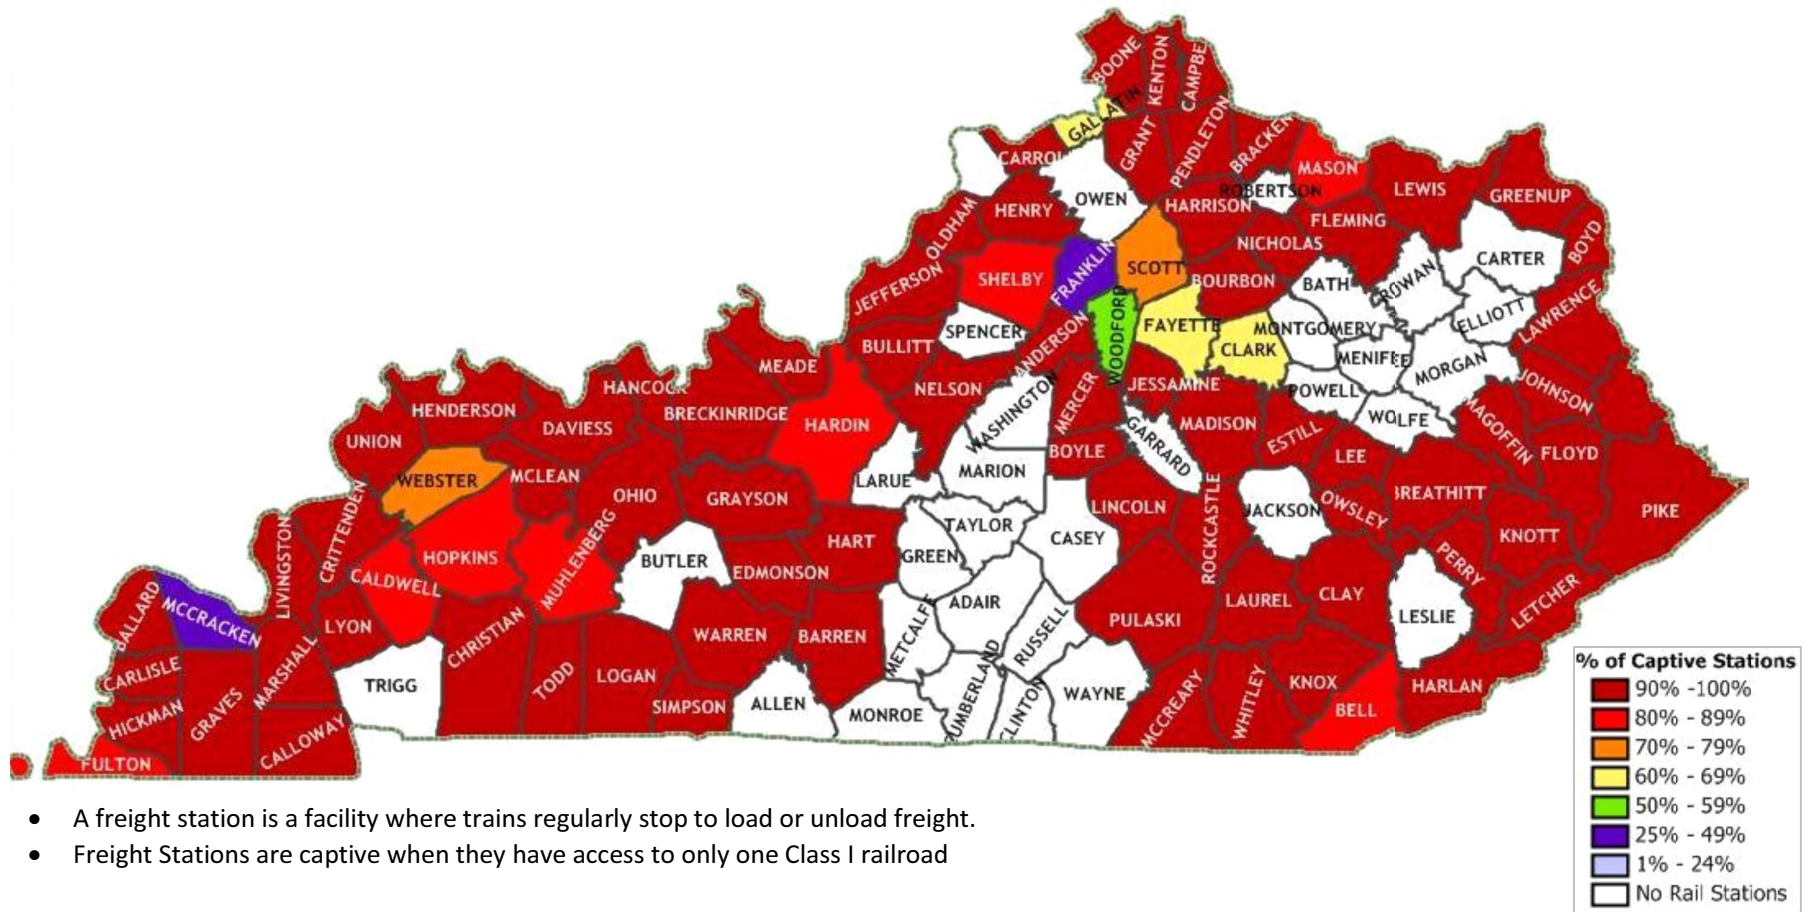 BOONE
KENTON
CAMPBE
GALLATIN
CARROL
GRANT
PENDLETON
BRACKEN
MASON
LEWIS
GREENUP
ROBERTSON
OWEN
HENRY
HARRISON
FLEMING
OLDHAM
NICHOLAS
BOYD
CARTER
SHELBY
FRANKLIN
SCOTT
BOURBON
BATH
ROWAN
JEFFERSON
ELLIOTT
LAWRENCE
SPENCER
WOODFORD
FAYETTE
MONTGOMERY
ANDERSON
CLARK
MENIFEE
MORGAN
BULLITT
MEADE
JESSAMINE
POWELL
JOHNSON
NELSON
WASHINGTON
MERCER
WOLFE
MAGOFFIN
HANCOCK
BRECKINRIDGE
HENDERSON
DAVIESS
HARDIN
GARRARD
MADISON
ESTILL
UNION
BOYLE
LEE
FLOYD
WEBSTER
MCLEAN
OHIO
GRAYSON
LARUE
MARION
LINCOLN
ROCKCASTLE
JACKSON
OWSLEY
BREATHITT
PIKE
CRITTENDEN
TAYLOR
CASEY
KNOTT
LIVINGSTON
HOPKINS
MUHLENBERG
BUTLER
EDMONSON
HART
GREEN
PERRY
CALDWELL
BALLARD
MCCRACKEN
LYON
ADAIR
LAUREL
CLAY
LETCHER
CHRISTIAN
WARREN
BARREN
METCALFE
RUSSELL
PULASKI
LESLIE
CARLISLE
MARSHALL
TRIGG
TODD
LOGAN
SIMPSON
ALLEN
MONROE
CUMBERLAND
CLINTON
WAYNE
MCCREARY
WHITLEY
KNOX
BELL
HARLAN
HICKMAN
GRAVES
CALLOWAY
FULTON
% of Captive Stations
90% -100%
80% - 89%
70% - 79%
60% - 69%
50% - 59%
25% - 49%
1% - 24%
No Rail Stations
• A freight station is a facility where trains regularly stop to load or unload freight.
• Freight Stations are captive when they have access to only one Class I railroad